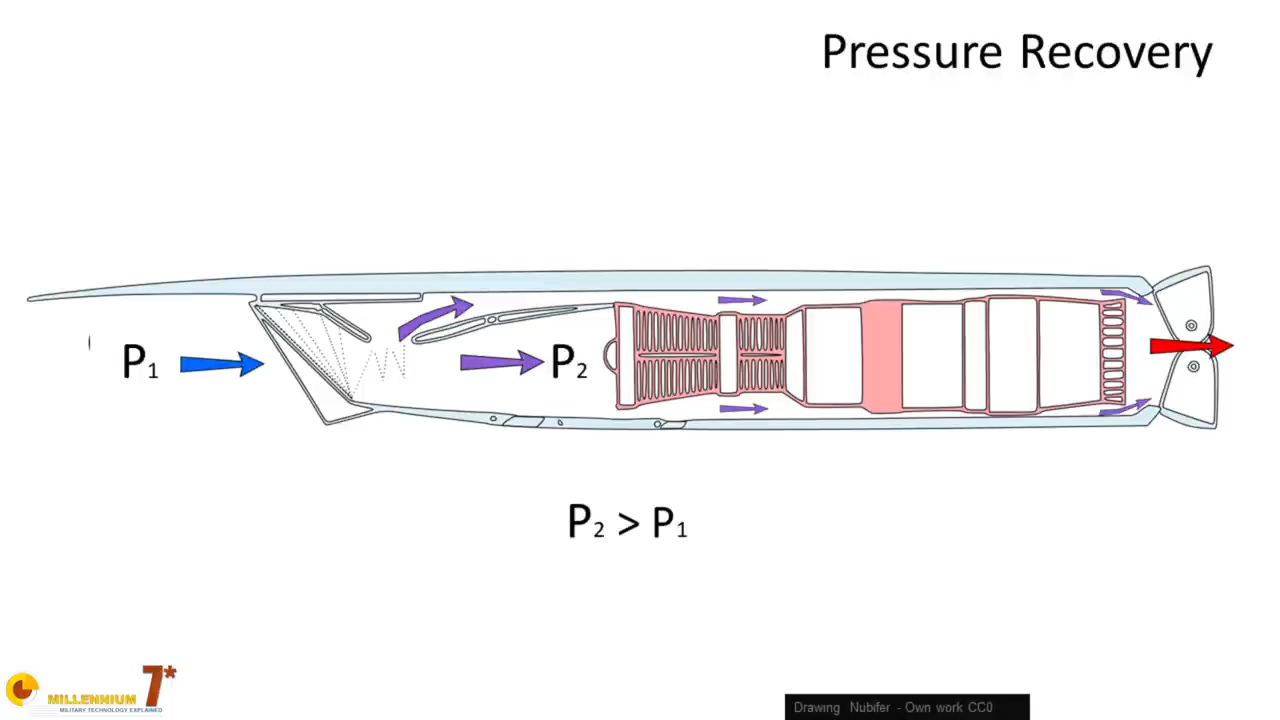 Pressure Recovery
P1
P2
P2 > P1
MILLENNIUM 7*
MILITARY TECHNOLOGY EXPLAINED
Drawing Nubifer - Own work CC0